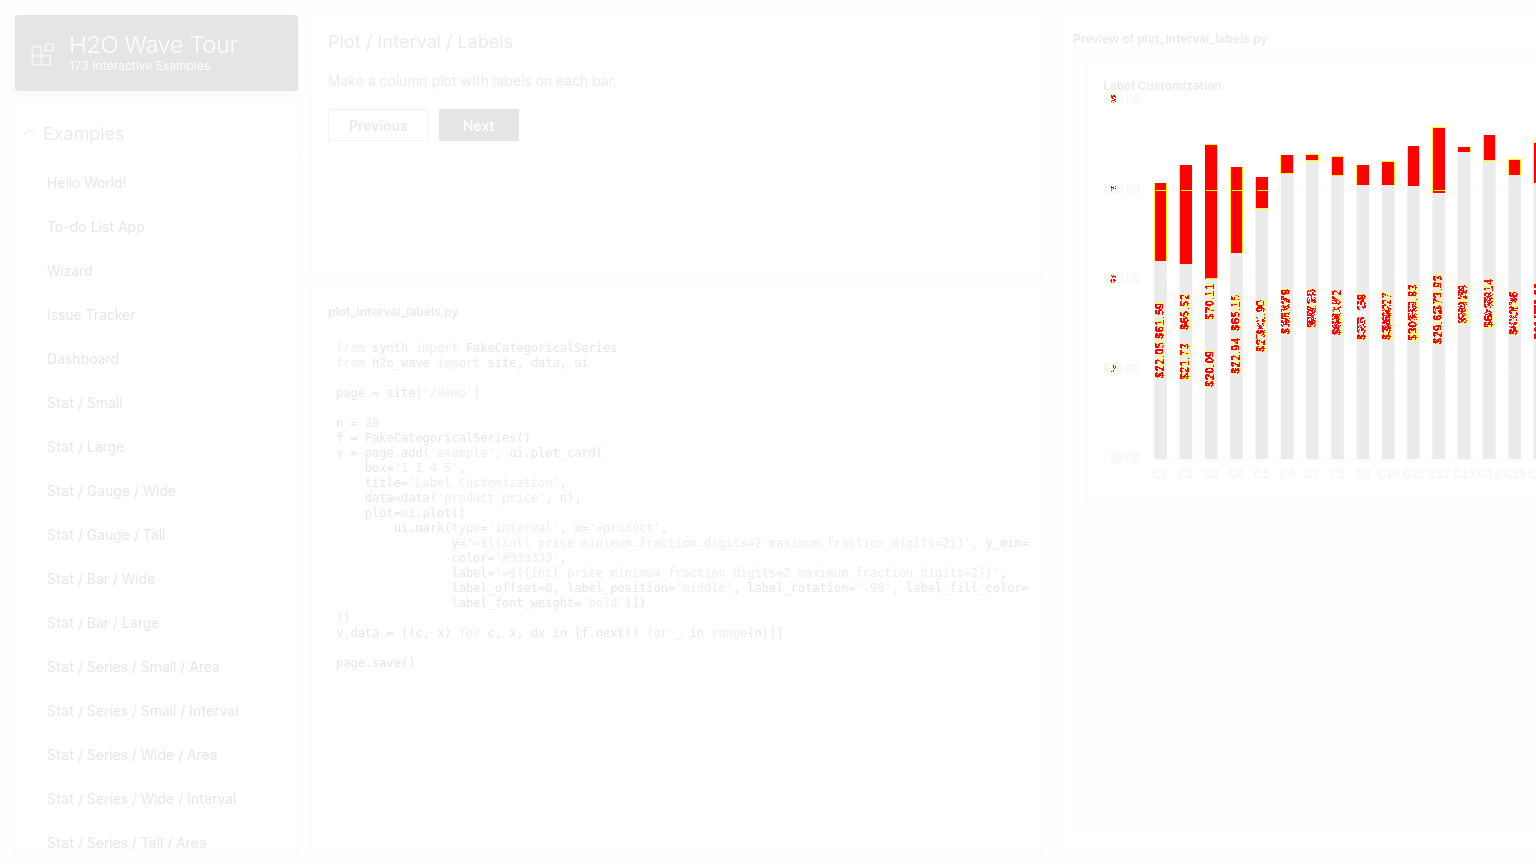 H2O Wave Tour
173 Interactive Examples
Examples
Hello World!
To-do List App
Wizard
Issue Tracker
Dashboard
Stat / Small
Stat / Large
Stat / Gauge / Wide
Stat / Gauge / Tall
Stat / Bar / Wide
Stat / Bar / Large
Stat / Series / Small / Area
Stat / Series / Small / Interval
Stat / Series / Wide / Area
Stat / Series / Wide / Interval
Stat / Series / Tall / Area
Plot / Interval / Labels
Make a column plot with labels on each bar.
Previous
Next
plot_interval_labels.py
from synth import FakeCategoricalSeries
from h2o_wave import site, data, ui
page = site['/demo']
n = 20
f = FakeCategoricalSeries()
v = page.add('example', ui.plot_card(
box='1 1 4 5',
title='Label Customization',
data=data('product price', n),
plot=ui.plot([
ui.mark(type='interval', x='=product',
y='=${{intl price minimum_fraction_digits=2 maximum_fraction_digits=2}}', y_min=
color='#333333',
label='=${{intl price minimum_fraction_digits=2 maximum_fraction_digits=2}}',
label_offset=0, label_position='middle', label_rotation='-90', label_fill_color=
label_font_weight='bold')])
))
v.data = [(c, x) for c, x, dx in [f.next() for _ in range(n)]]
page.save()
Preview of plot_interval_labels.py
Label Customization
$0.00
$61.59
$22.05
$65.52
$21.73
$70.11
$20.09
$65.15
$22.94
$73.93
$29.62
C1 C2 C3 C4 C5 C6 C7 C8 C9 C10 C11 C12 C13 C14 C15